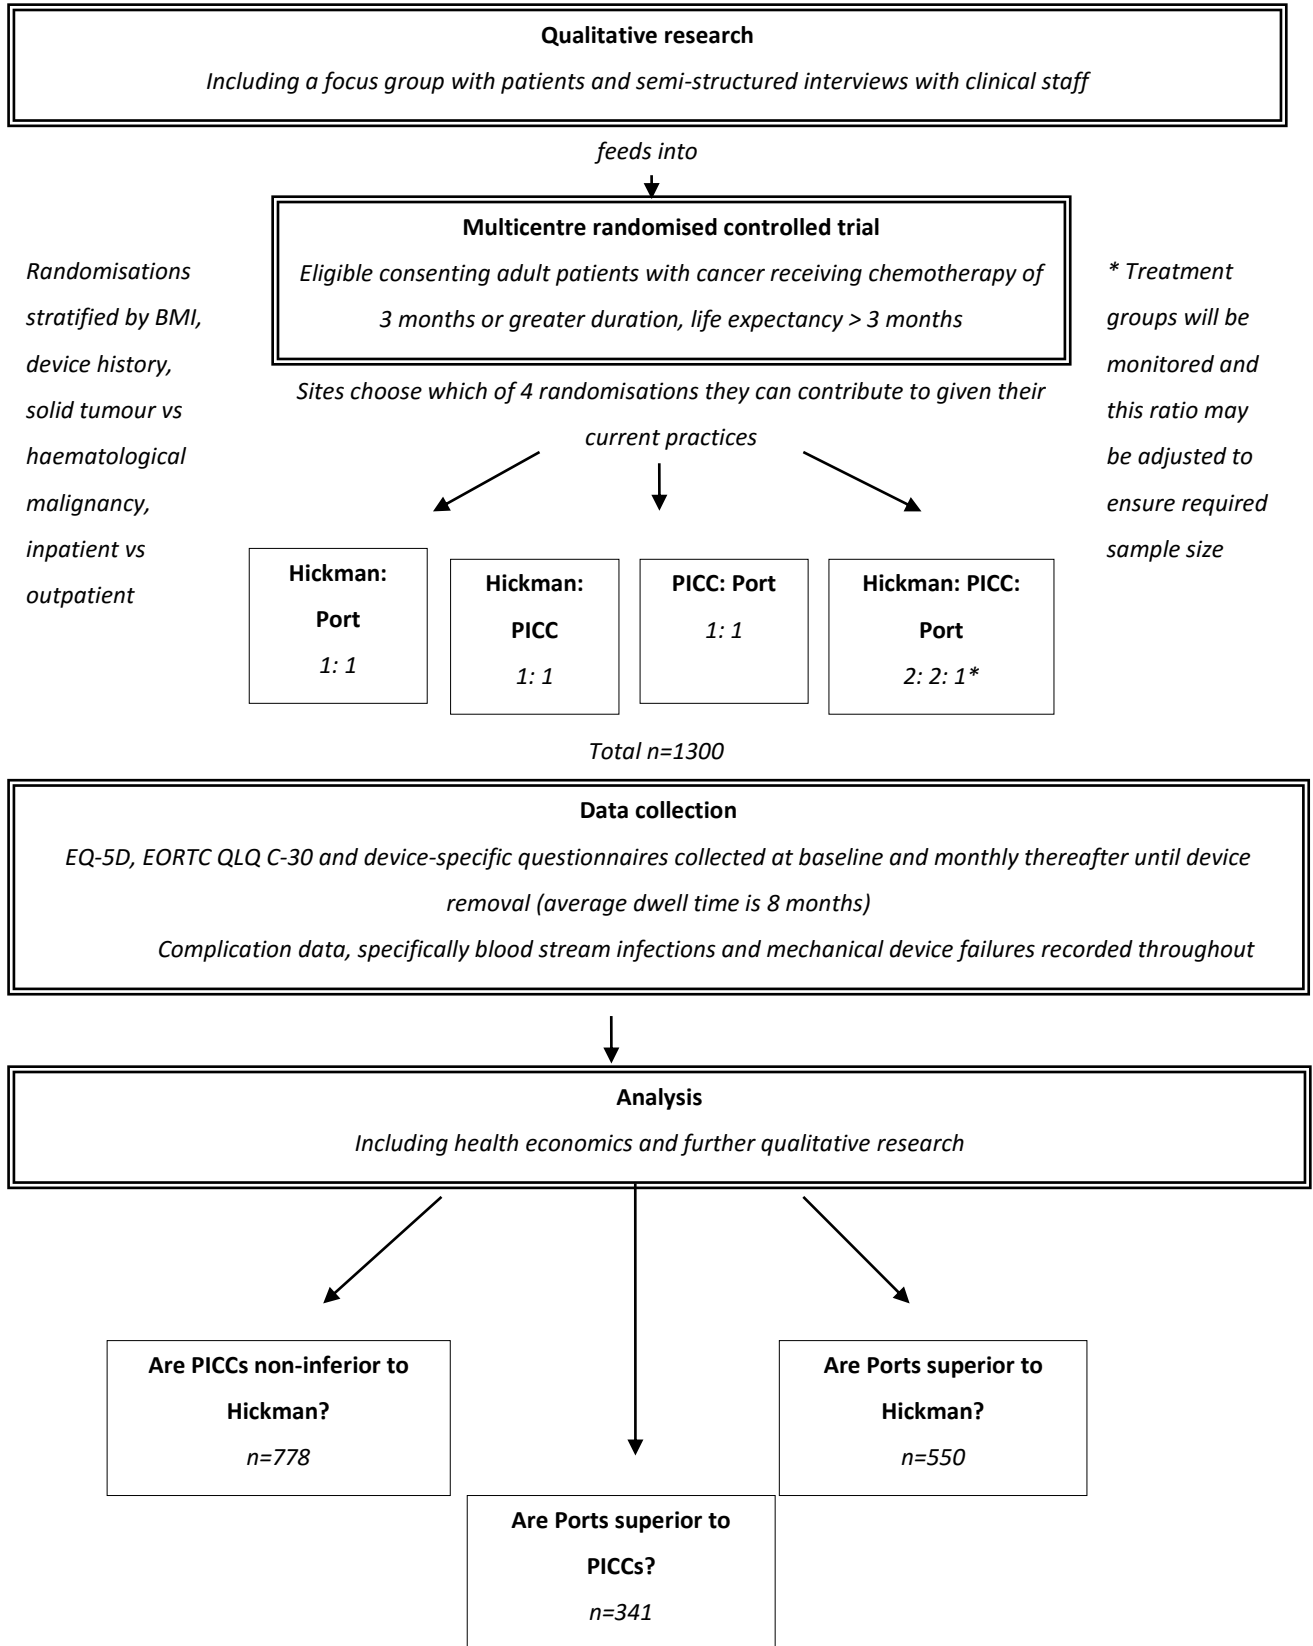 Qualitative research
Including a focus group with patients and semi-structured interviews with clinical staff
feeds into
Multicentre randomised controlled trial
Eligible consenting adult patients with cancer receiving chemotherapy of
3 months or greater duration, life expectancy > 3 months
Randomisations
stratified by BMI,
device history,
solid tumour vs
haematological
malignancy,
inpatient vs
outpatient
* Treatment
groups will be
monitored and
this ratio may
be adjusted to
ensure required
sample size
Sites choose which of 4 randomisations they can contribute to given their
current practices
Hickman:
Port
1: 1
Hickman:
PICC
1: 1
PICC: Port
1: 1
Hickman: PICC:
Port
2: 2: 1*
Total n=1300
Data collection
EQ-5D, EORTC QLQ C-30 and device-specific questionnaires collected at baseline and monthly thereafter until device
removal (average dwell time is 8 months)
Complication data, specifically blood stream infections and mechanical device failures recorded throughout
Analysis
Including health economics and further qualitative research
Are PICCs non-inferior to
Hickman?
n=778
Are Ports superior to
Hickman?
n=550
Are Ports superior to
PICCs?
n=341